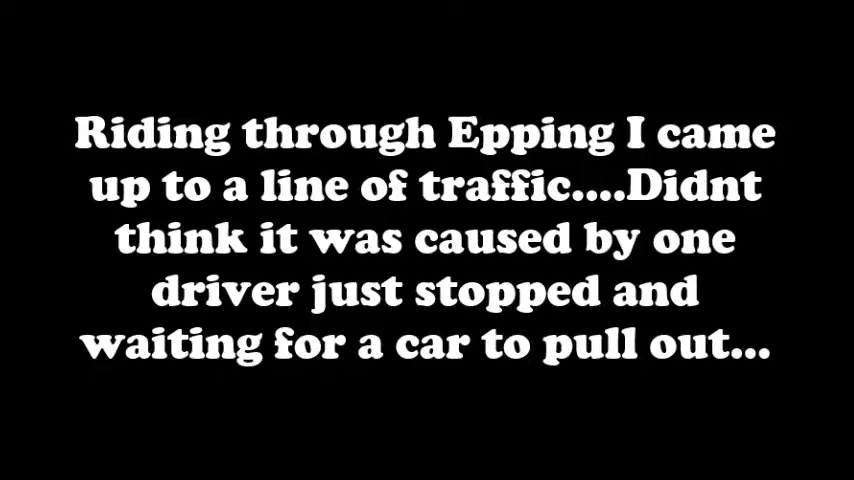 Riding through Epping I came
up to a line of traffic....Didnt
think it was caused by one
driver just stopped and
waiting for a car to pull out...